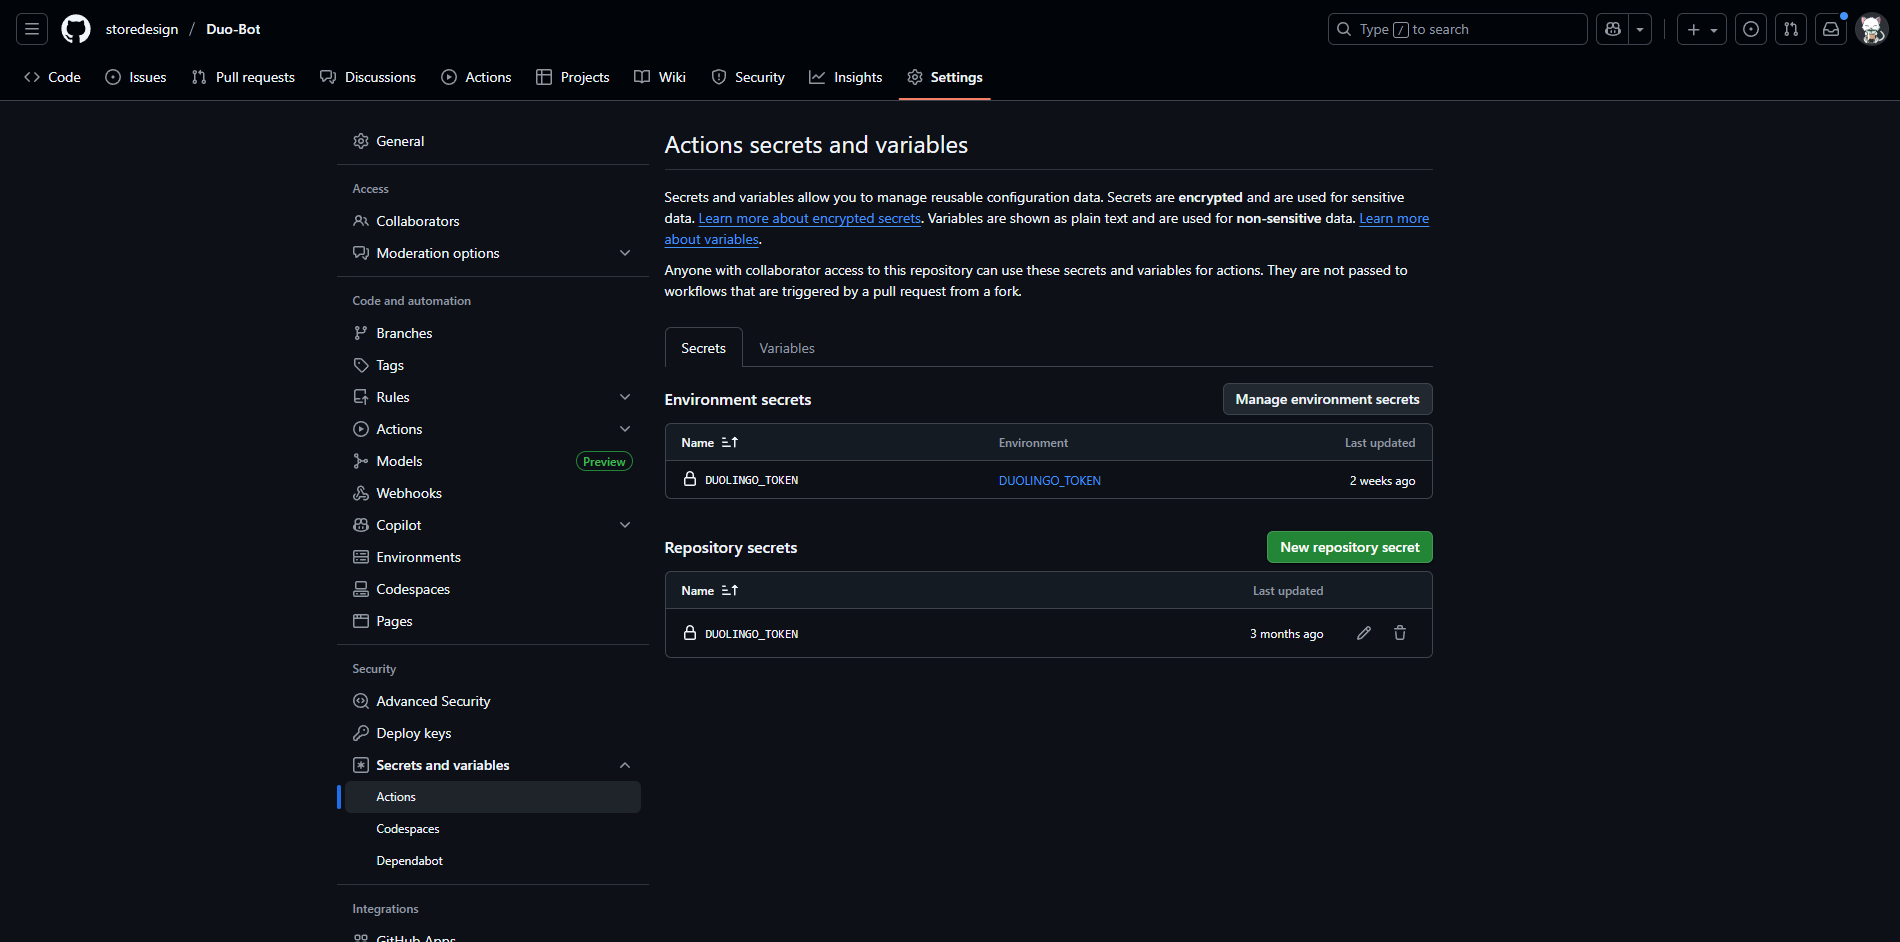 storedesign / Duo-Bot
Type / to search
Code
Issues
Pull requests
Discussions
Actions
Projects
Wiki
Security
Insights
Settings
General
Access
Collaborators
Moderation options
Code and automation
Branches
Tags
Rules
Actions
Models Preview
Webhooks
Copilot
Environments
Codespaces
Pages
Security
Advanced Security
Deploy keys
Secrets and variables
Actions
Codespaces
Dependabot
Integrations
GitHub Apps
Actions secrets and variables
Secrets and variables allow you to manage reusable configuration data. Secrets are encrypted and are used for sensitive
data. Learn more about encrypted secrets. Variables are shown as plain text and are used for non-sensitive data. Learn more
about variables.
Anyone with collaborator access to this repository can use these secrets and variables for actions. They are not passed to
workflows that are triggered by a pull request from a fork.
Secrets Variables
Environment secrets Manage environment secrets
Name Environment Last updated
DUOLINGO_TOKEN DUOLINGO_TOKEN 2 weeks ago
Repository secrets New repository secret
Name Last updated
DUOLINGO_TOKEN 3 months ago